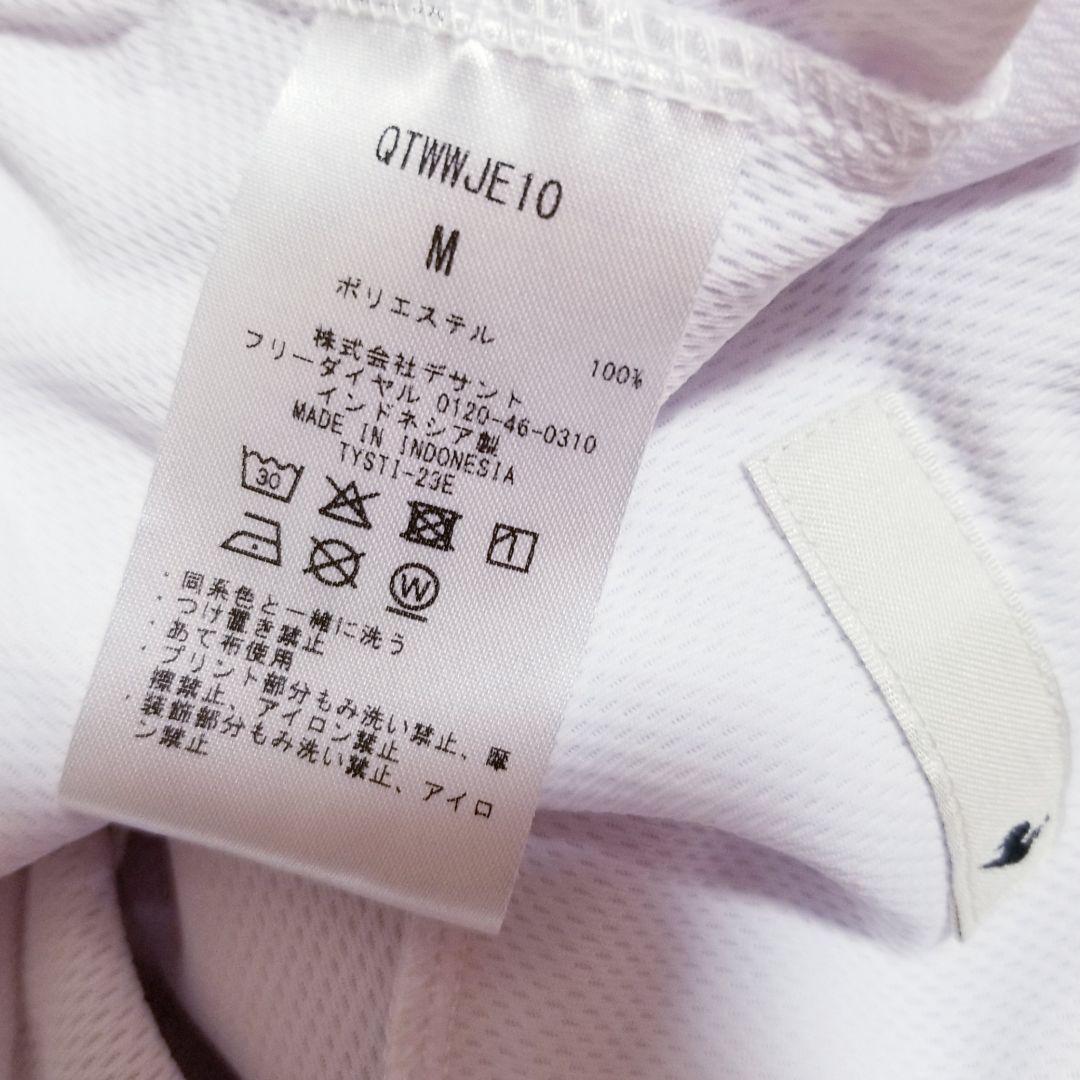 QTWWJE10
M
ポリエステル 100%
株式会社デサント
フリーダイヤル 0120-46-0310
インドネシア製
MADE IN INDONESIA
TYSTI-23E
30
W
・同系色と一緒に洗う
・つけ置き禁止
・あて布使用
・プリント部分もみ洗い禁止、摩
擦禁止、アイロン禁止
・装飾部分もみ洗い禁止、アイロ
ン禁止